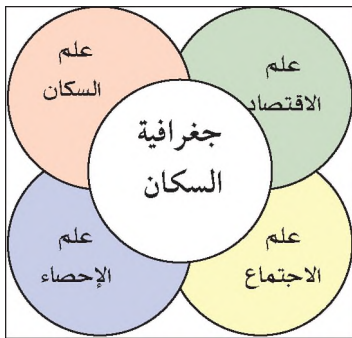 علم
الاقتصاد
علم
السكان
جغرافية
السكان
علم
الاجتماع
علم
الإحصاء